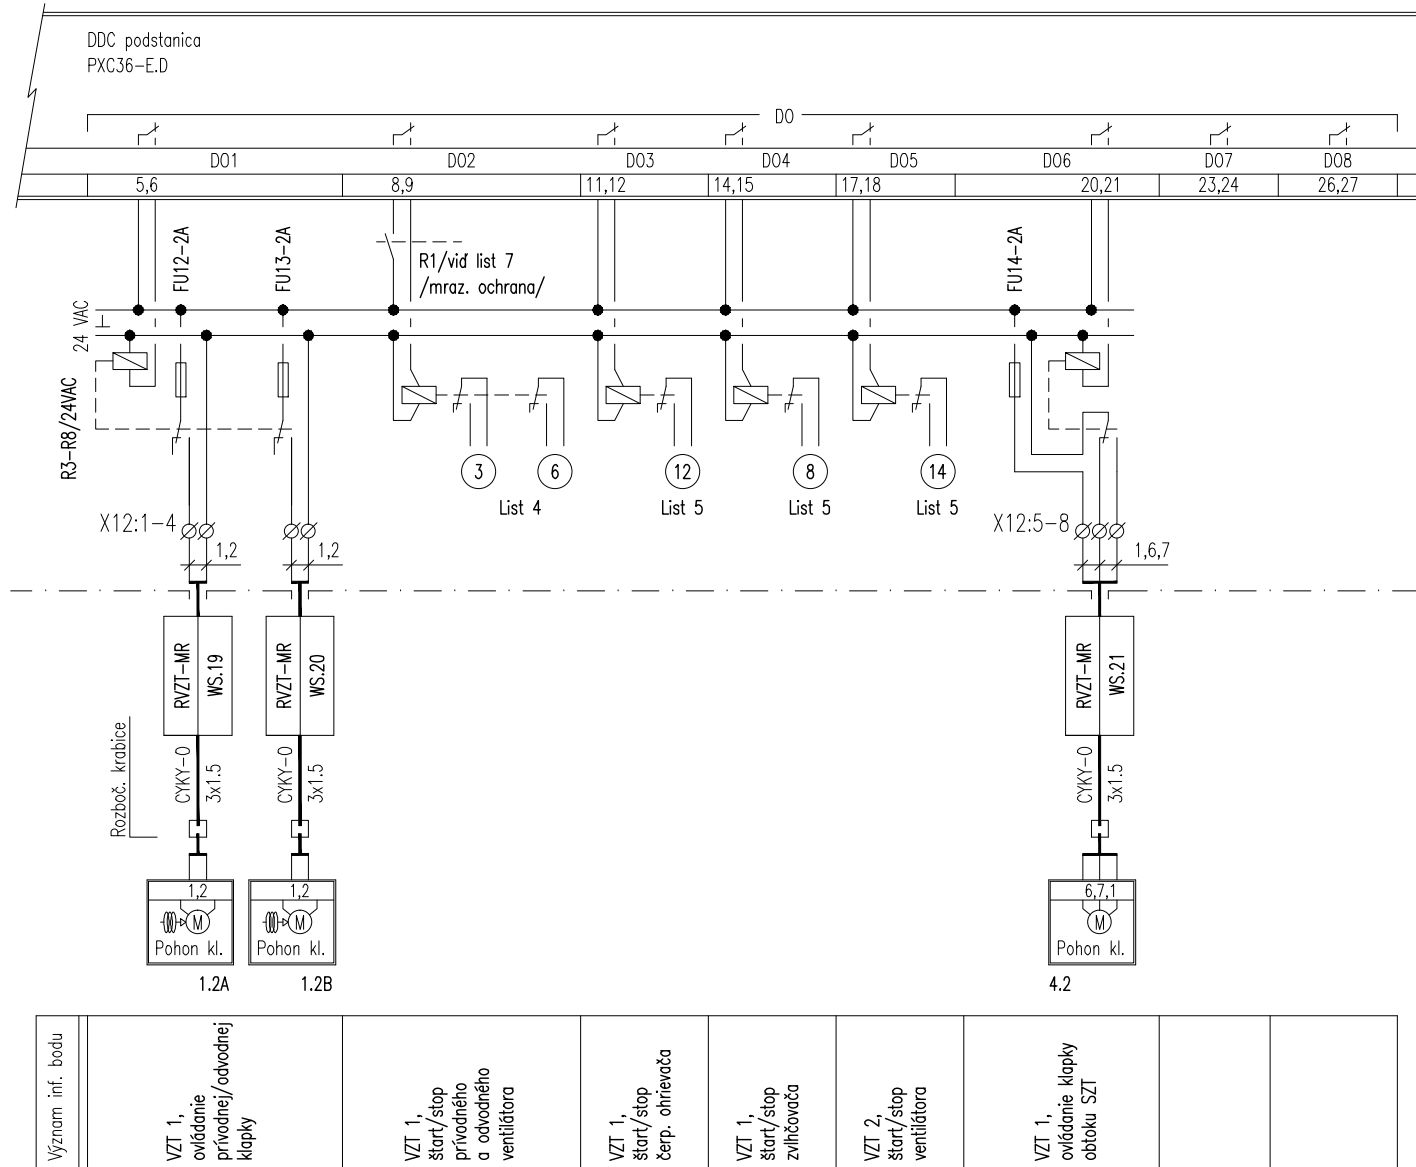 DDC podstanica
PXC36-E.D
DO
DO1
DO2
DO3
DO4
DO5
DO6
DO7
DO8
5,6
8,9
11,12
14,15
17,18
20,21
23,24
26,27
FU12-2A
FU13-2A
R1/viď list 7
/mraz. ochrana/
FU14-2A
24 VAC
R3-R8/24VAC
3
6
12
8
14
List 4
List 5
List 5
List 5
X12:1-4
X12:5-8
1,2
1,2
1,6,7
RVZT-MR
WS.19
RVZT-MR
WS.20
RVZT-MR
WS.21
Rozboč. krabice
CYKY-O
3x1.5
CYKY-O
3x1.5
CYKY-O
3x1.5
1,2
1,2
6,7,1
M
M
M
Pohon kl.
Pohon kl.
Pohon kl.
1.2A
1.2B
4.2
Význam inf. bodu
VZT 1,
ovládanie
prívodnej/odvodnej
klapky
VZT 1,
štart/stop
prívodného
a odvodného
ventilátora
VZT 1,
štart/stop
čerp. ohrievača
VZT 1,
štart/stop
zvlhčovača
VZT 2,
štart/stop
ventilátora
VZT 1,
ovládanie klapky
obtoku SZT